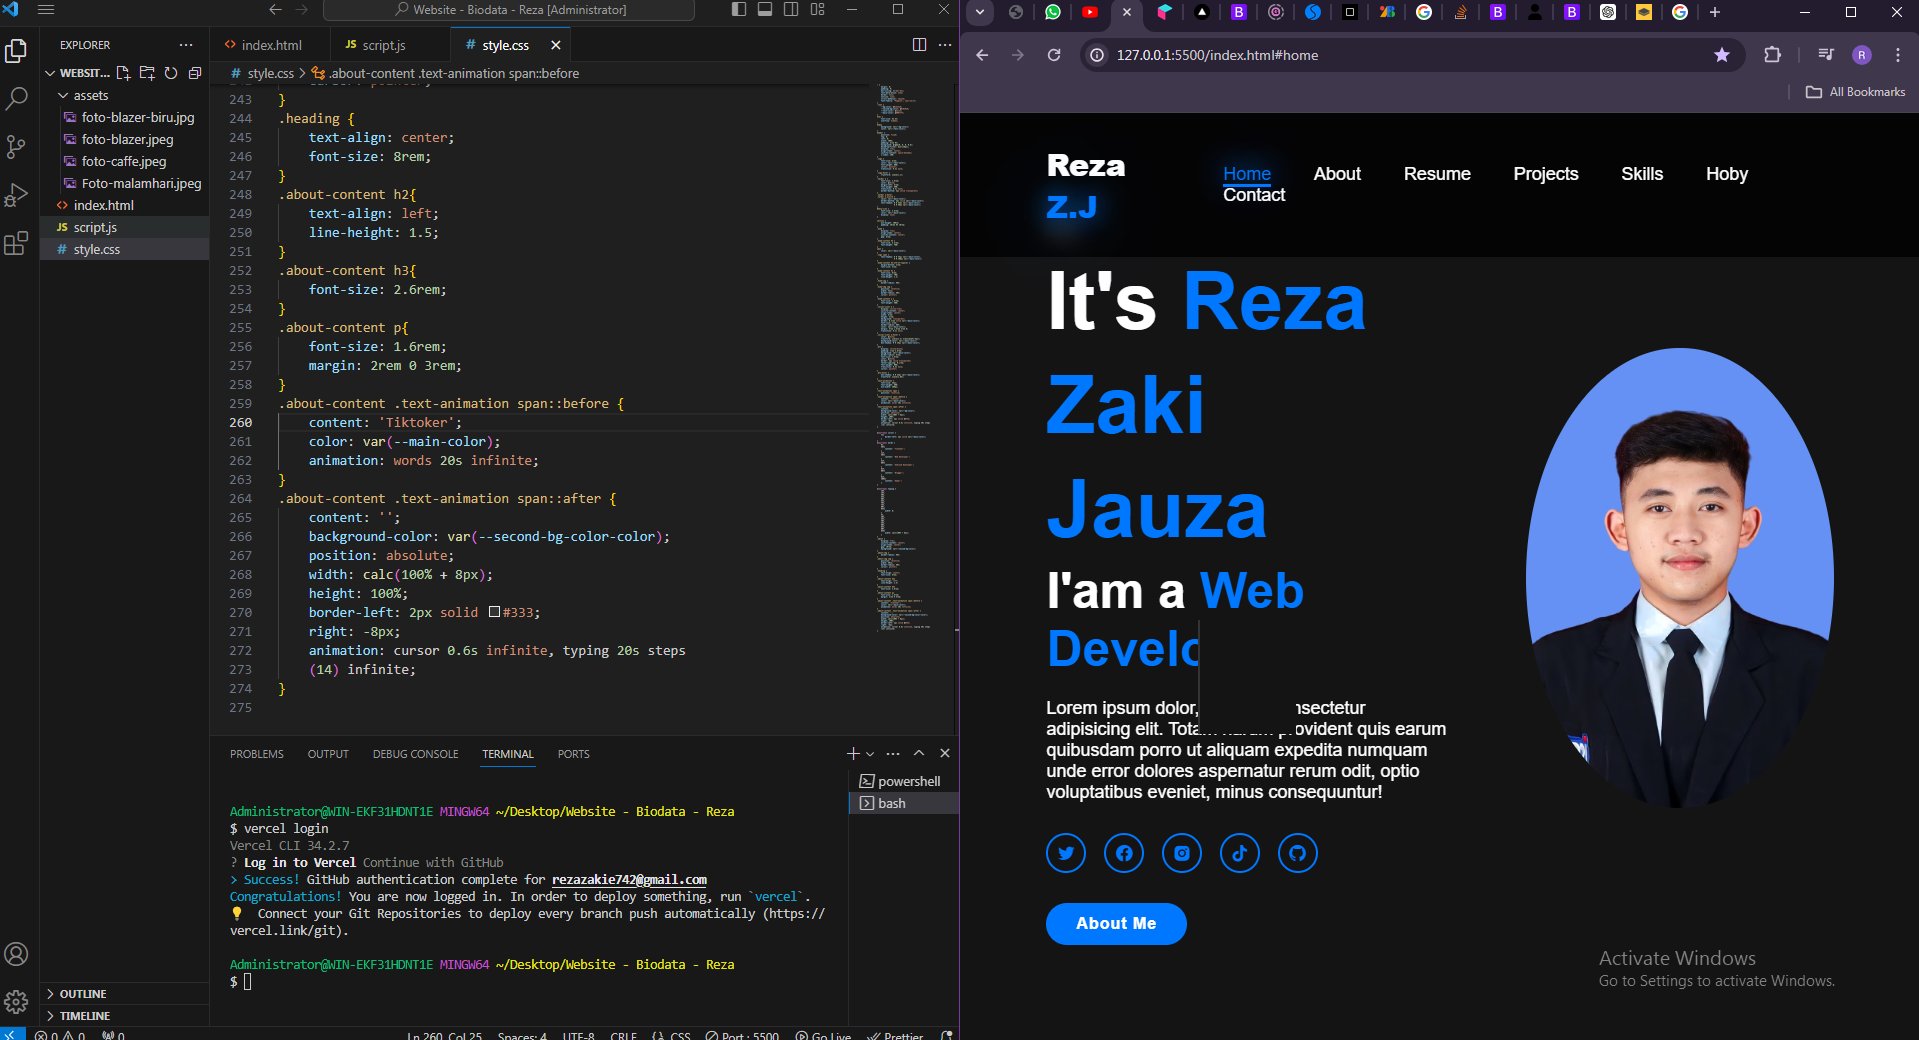 Website - Biodata - Reza [Administrator]
EXPLORER
WEBSIT...
assets
foto-blazer-biru.jpg
foto-blazer.jpeg
foto-caffe.jpeg
Foto-malamhari.jpeg
<> index.html
JS script.js
# style.css
OUTLINE
TIMELINE
<> index.html
JS script.js
# style.css
# style.css > .about-content .text-animation span::before
243 }
244 .heading {
245 text-align: center;
246 font-size: 8rem;
247 }
248 .about-content h2{
249 text-align: left;
250 line-height: 1.5;
251 }
252 .about-content h3{
253 font-size: 2.6rem;
254 }
255 .about-content p{
256 font-size: 1.6rem;
257 margin: 2rem 0 3rem;
258 }
259 .about-content .text-animation span::before {
260 content: 'Tiktoker';
261 color: var(--main-color);
262 animation: words 20s infinite;
263 }
264 .about-content .text-animation span::after {
265 content: '';
266 background-color: var(--second-bg-color-color);
267 position: absolute;
268 width: calc(100% + 8px);
269 height: 100%;
270 border-left: 2px solid #333;
271 right: -8px;
272 animation: cursor 0.6s infinite, typing 20s steps
273 (14) infinite;
274 }
275
PROBLEMS OUTPUT DEBUG CONSOLE TERMINAL PORTS
powershell
bash
Administrator@WIN-EKF31HDNT1E MINGW64 ~/Desktop/Website - Biodata - Reza
$ vercel login
Vercel CLI 34.2.7
? Log in to Vercel Continue with GitHub
> Success! GitHub authentication complete for rezazakie742@gmail.com
Congratulations! You are now logged in. In order to deploy something, run `vercel`.
Connect your Git Repositories to deploy every branch push automatically (https://
vercel.link/git).
Administrator@WIN-EKF31HDNT1E MINGW64 ~/Desktop/Website - Biodata - Reza
$
0 0 0 Ln 260, Col 25 Spaces: 4 UTF-8 CRLF CSS Port : 5500 Go Live Prettier
127.0.0.1:5500/index.html#home
R
All Bookmarks
Reza
Z.J
Home About Resume Projects Skills Hoby
Contact
It's Reza
Zaki
Jauza
I'am a Web
Develo
Lorem ipsum dolor, nsectetur
adipisicing elit. Tota provident quis earum
quibusdam porro ut aliquam expedita numquam
unde error dolores aspernatur rerum odit, optio
voluptatibus eveniet, minus consequuntur!
About Me
Activate Windows
Go to Settings to activate Windows.